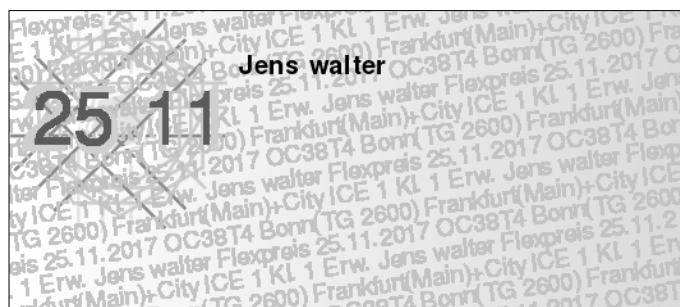 Jens walter
25 11
Flexpreis 25.11.2017 OC38T4 Bonn(TG 2600) Frankfurt(Main)+City ICE 1 Kl. 1 Erw. Jens walter